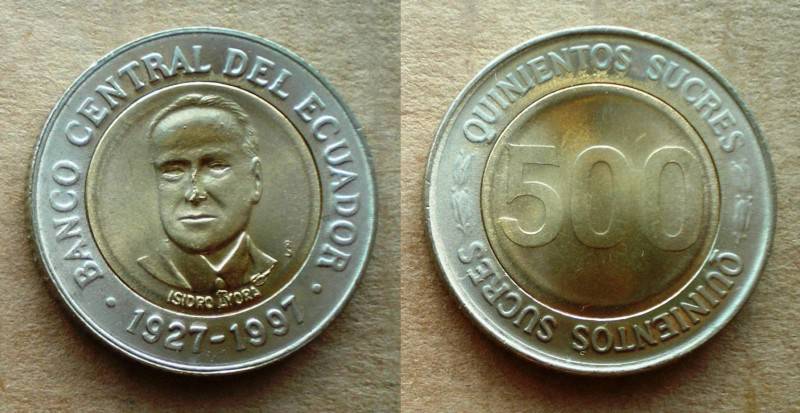 BANCO CENTRAL DEL ECUADOR
ISIDRO AYORA
· 1927-1997 ·
QUINIENTOS SUCRES
500
QUINIENTOS SUCRES